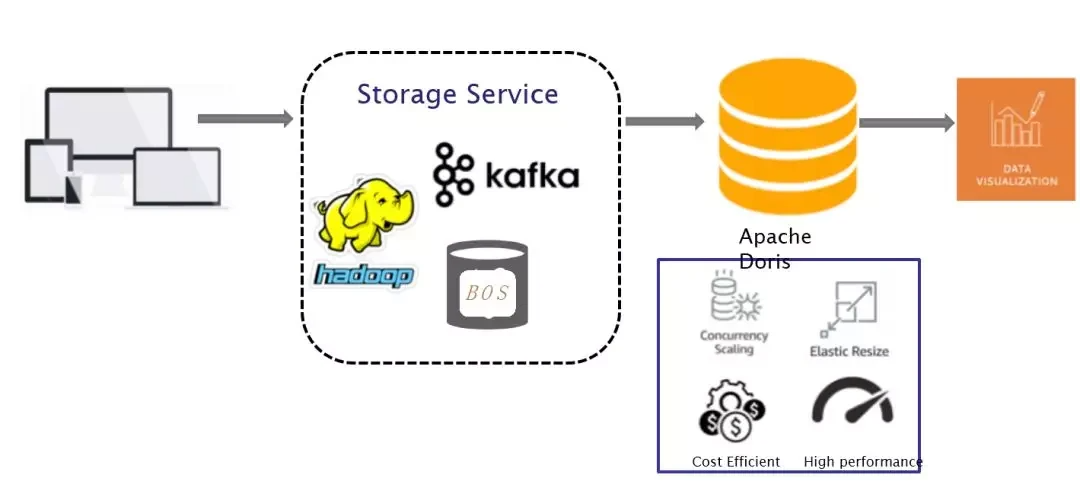 Storage Service
kafka
hadoop
BOS
Apache
Doris
DATA
VISUALIZATION
Concurrency
Scaling
Elastic Resize
Cost Efficient
High performance